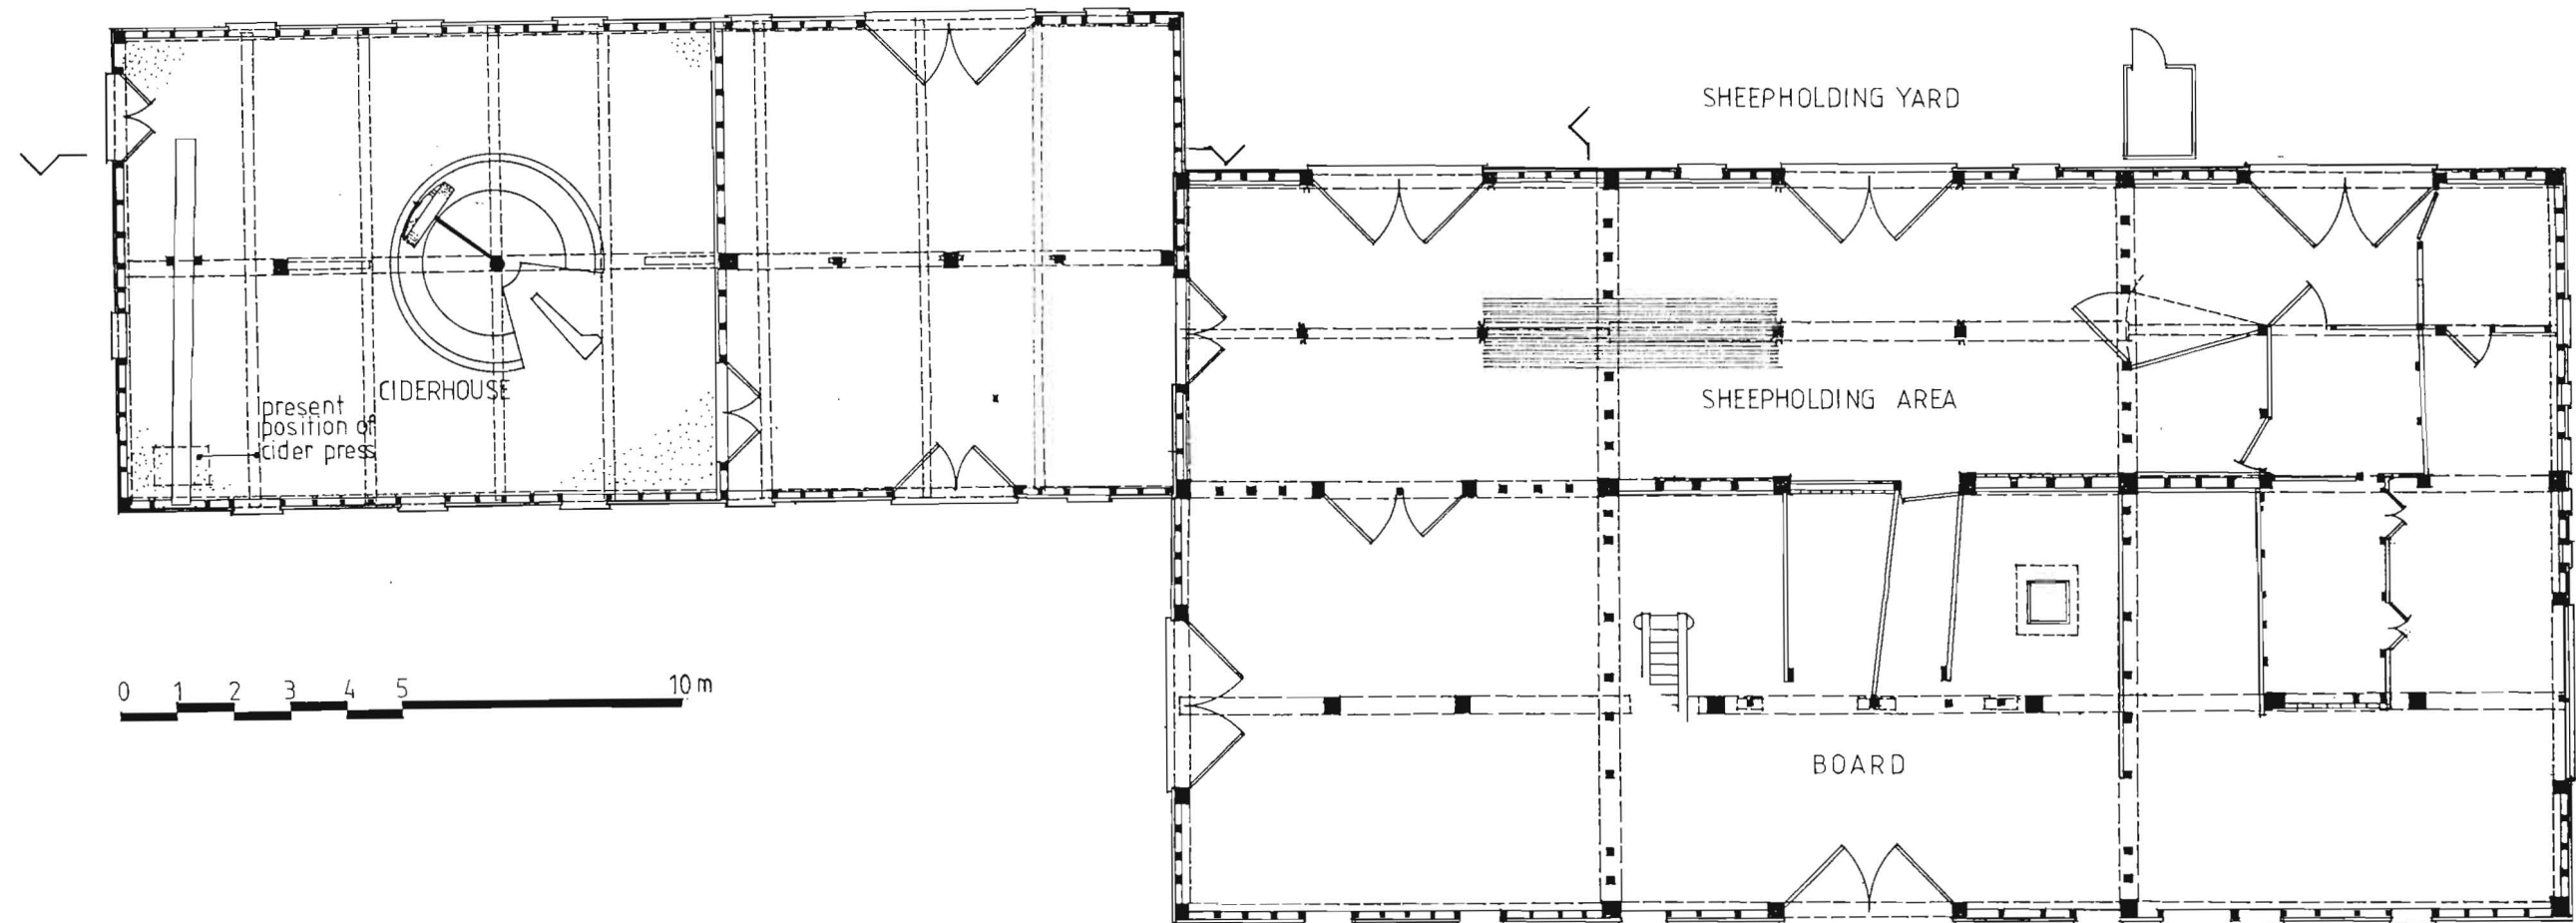 SHEEPHOLDING YARD
CIDERHOUSE
present
position of
cider press
SHEEPHOLDING AREA
0 1 2 3 4 5 10 m
BOARD